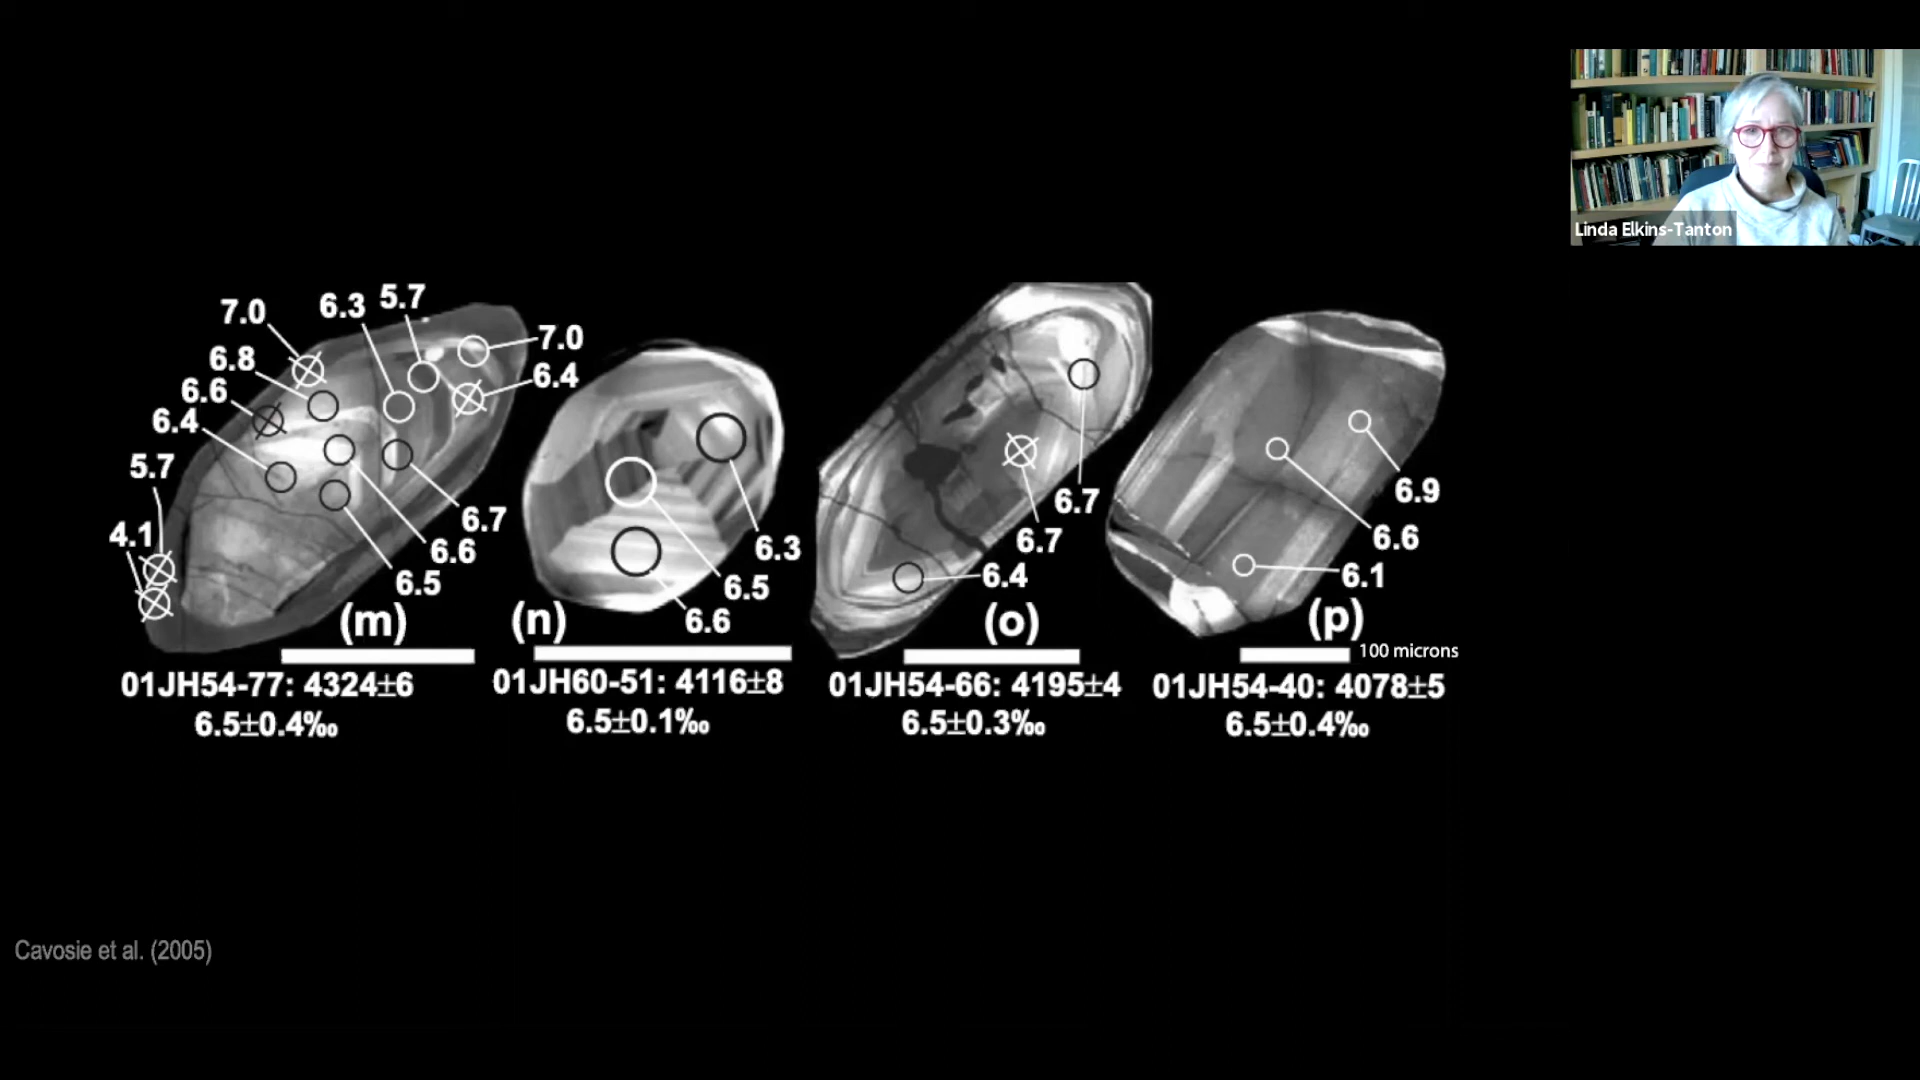 Linda Elkins-Tanton
7.0
6.3
5.7
7.0
6.8
6.4
6.6
6.4
5.7
4.1
6.7
6.6
6.5
(m)
6.3
6.5
6.6
(n)
6.7
6.7
6.4
(o)
6.9
6.6
6.1
(p)
100 microns
01JH54-77: 4324±6
6.5±0.4‰
01JH60-51: 4116±8
6.5±0.1‰
01JH54-66: 4195±4
6.5±0.3‰
01JH54-40: 4078±5
6.5±0.4‰
Cavosie et al. (2005)